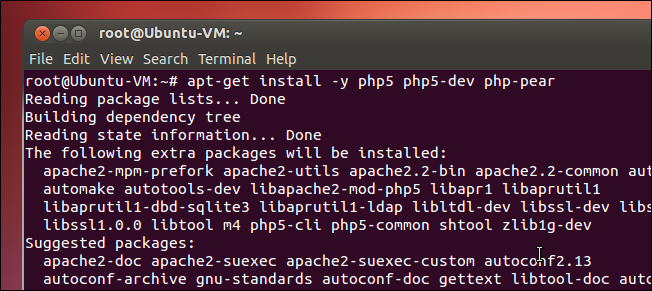 root@Ubuntu-VM: ~
File Edit View Search Terminal Help
root@Ubuntu-VM:~# apt-get install -y php5 php5-dev php-pear
Reading package lists... Done
Building dependency tree
Reading state information... Done
The following extra packages will be installed:
apache2-mpm-prefork apache2-utils apache2.2-bin apache2.2-common aut
automake autotools-dev libapache2-mod-php5 libapr1 libaprutil1
libaprutil1-dbd-sqlite3 libaprutil1-ldap libltdl-dev libssl-dev libs
libssl1.0.0 libtool m4 php5-cli php5-common shtool zlib1g-dev
Suggested packages:
apache2-doc apache2-suexec apache2-suexec-custom autoconf2.13
autoconf-archive gnu-standards autoconf-doc gettext libtool-doc auto